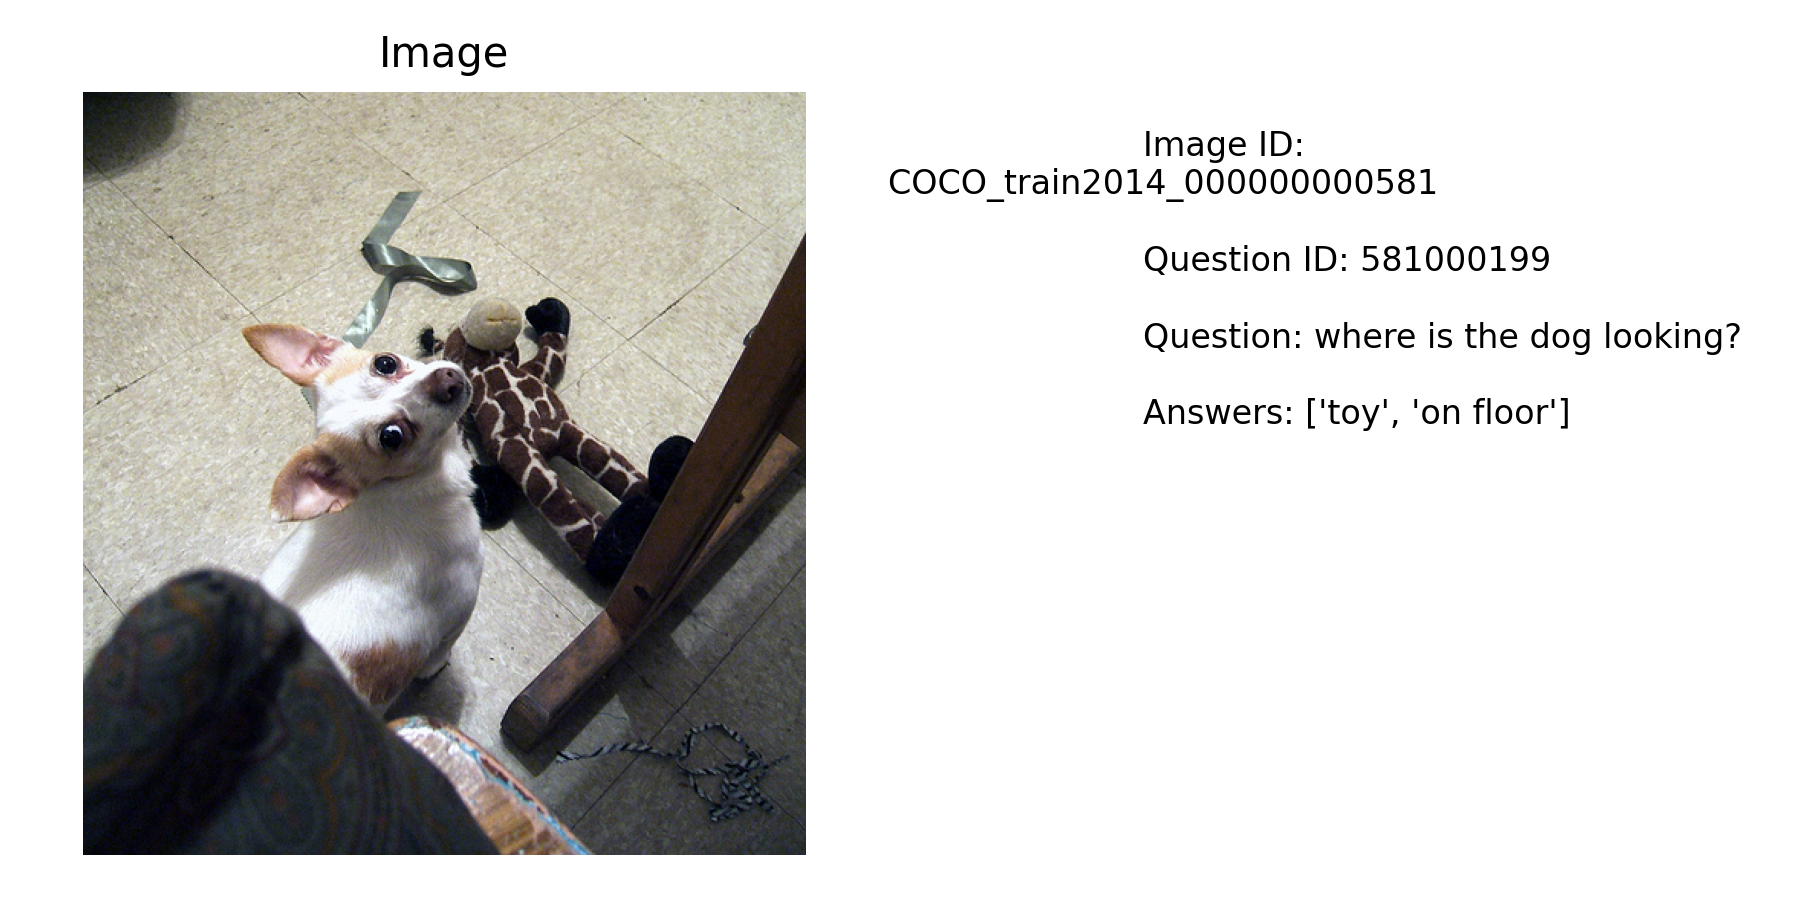 Image
Image ID:
COCO_train2014_000000000581
Question ID: 581000199
Question: where is the dog looking?
Answers: ['toy', 'on floor']